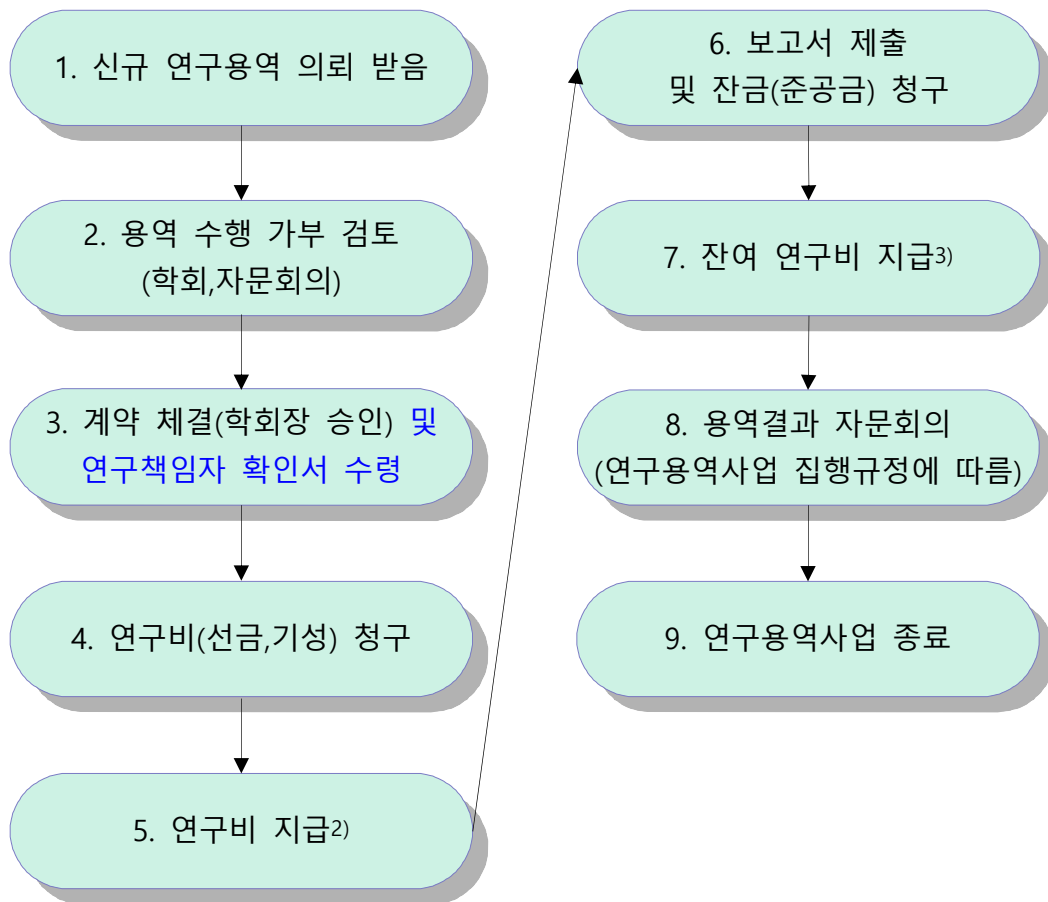 1. 신규 연구용역 의뢰 받음
2. 용역 수행 가부 검토
(학회,자문회의)
3. 계약 체결(학회장 승인) 및
연구책임자 확인서 수령
4. 연구비(선금,기성) 청구
5. 연구비 지급2)
6. 보고서 제출
및 잔금(준공금) 청구
7. 잔여 연구비 지급3)
8. 용역결과 자문회의
(연구용역사업 집행규정에 따름)
9. 연구용역사업 종료